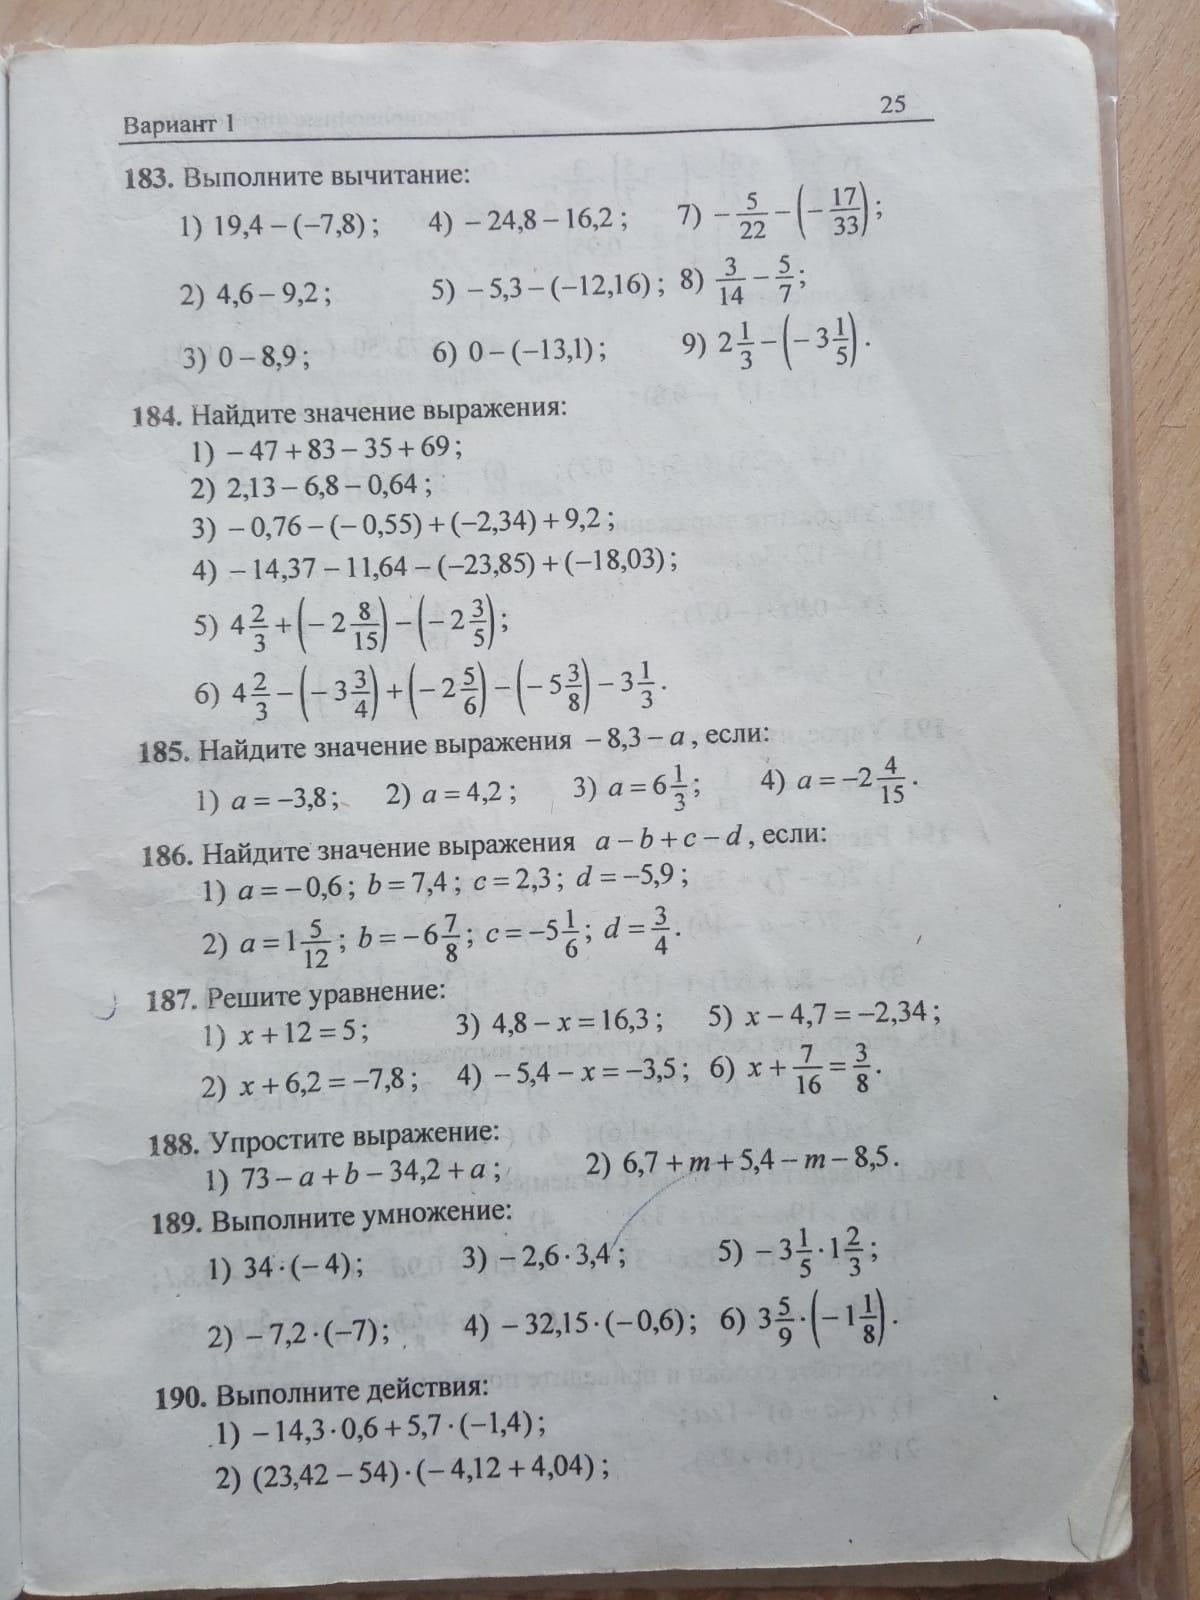 Вариант 1 25
183. Выполните вычитание:
1) 19,4 – (–7,8) ; 4) – 24,8 – 16,2 ; 7) – 5/22 – (– 17/33) ;
2) 4,6 – 9,2 ; 5) – 5,3 – (–12,16) ; 8) 3/14 – 5/7 ;
3) 0 – 8,9 ; 6) 0 – (–13,1) ; 9) 2 1/3 – (– 3 1/5) .
184. Найдите значение выражения:
1) – 47 + 83 – 35 + 69 ;
2) 2,13 – 6,8 – 0,64 ;
3) – 0,76 – (– 0,55) + (–2,34) + 9,2 ;
4) – 14,37 – 11,64 – (–23,85) + (–18,03) ;
5) 4 2/3 + (– 2 8/15) – (– 2 3/5) ;
6) 4 2/3 – (– 3 3/4) + (– 2 5/6) – (– 5 3/8) – 3 1/3 .
185. Найдите значение выражения – 8,3 – a , если:
1) a = –3,8 ; 2) a = 4,2 ; 3) a = 6 1/3 ; 4) a = –2 4/15 .
186. Найдите значение выражения a – b + c – d , если:
1) a = – 0,6 ; b = 7,4 ; c = 2,3 ; d = –5,9 ;
2) a = 1 5/12 ; b = –6 7/8 ; c = –5 1/6 ; d = 3/4 .
187. Решите уравнение:
1) x + 12 = 5 ; 3) 4,8 – x = 16,3 ; 5) x – 4,7 = –2,34 ;
2) x + 6,2 = –7,8 ; 4) – 5,4 – x = –3,5 ; 6) x + 7/16 = 3/8 .
188. Упростите выражение:
1) 73 – a + b – 34,2 + a ; 2) 6,7 + m + 5,4 – m – 8,5 .
189. Выполните умножение:
1) 34 · (– 4) ; 3) – 2,6 · 3,4 ; 5) – 3 1/5 · 1 2/3 ;
2) – 7,2 · (–7) ; 4) – 32,15 · (– 0,6) ; 6) 3 5/9 · (– 1 1/8) .
190. Выполните действия:
1) – 14,3 · 0,6 + 5,7 · (–1,4) ;
2) (23,42 – 54) · (– 4,12 + 4,04) ;